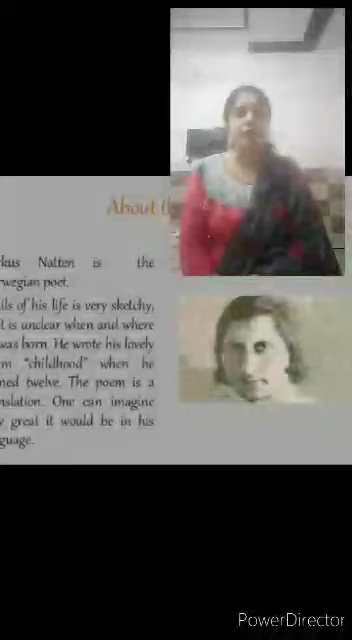 About
rkus Natten is the
rwegian poet.
ils of his life is very sketchy,
t is unclear when and where
was born. He wrote his lovely
m "childhood" when he
ned twelve. The poem is a
nslation. One can imagine
great it would be in his
guage.
PowerDirector